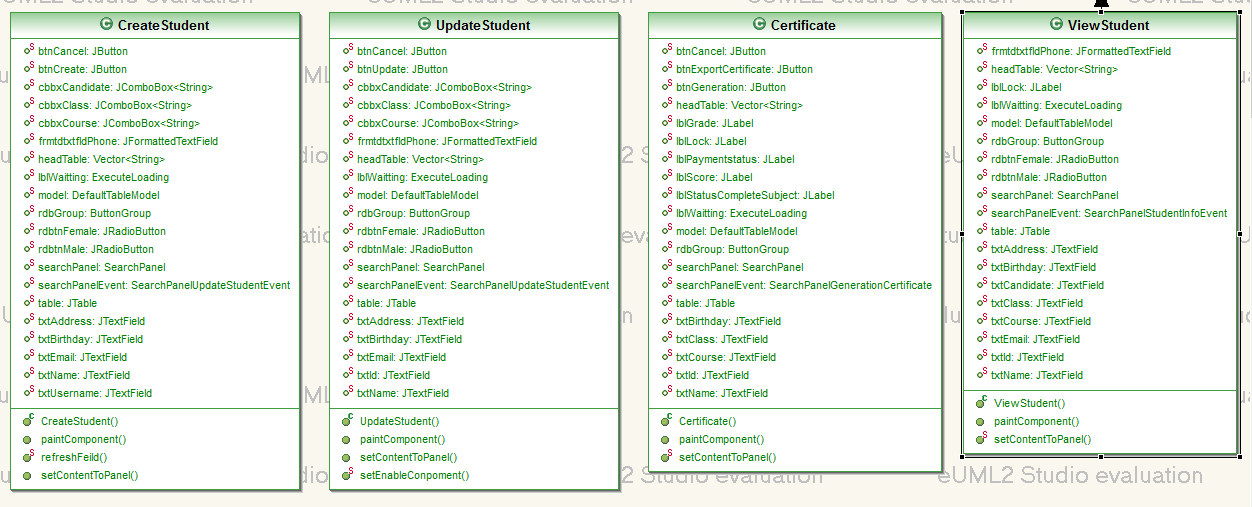 CreateStudent
btnCancel: JButton
btnCreate: JButton
cbbxCandidate: JComboBox<String>
cbbxClass: JComboBox<String>
cbbxCourse: JComboBox<String>
frmtdtxtfldPhone: JFormattedTextField
headTable: Vector<String>
lblWaitting: ExecuteLoading
model: DefaultTableModel
rdbGroup: ButtonGroup
rdbtnFemale: JRadioButton
rdbtnMale: JRadioButton
searchPanel: SearchPanel
searchPanelEvent: SearchPanelUpdateStudentEvent
table: JTable
txtAddress: JTextField
txtBirthday: JTextField
txtEmail: JTextField
txtName: JTextField
txtUsername: JTextField
CreateStudent()
paintComponent()
refreshFeild()
setContentToPanel()
UpdateStudent
btnCancel: JButton
btnUpdate: JButton
cbbxCandidate: JComboBox<String>
cbbxClass: JComboBox<String>
cbbxCourse: JComboBox<String>
frmtdtxtfldPhone: JFormattedTextField
headTable: Vector<String>
lblWaitting: ExecuteLoading
model: DefaultTableModel
rdbGroup: ButtonGroup
rdbtnFemale: JRadioButton
rdbtnMale: JRadioButton
searchPanel: SearchPanel
searchPanelEvent: SearchPanelUpdateStudentEvent
table: JTable
txtAddress: JTextField
txtBirthday: JTextField
txtEmail: JTextField
txtId: JTextField
txtName: JTextField
UpdateStudent()
paintComponent()
setContentToPanel()
setEnableConpoment()
Certificate
btnCancel: JButton
btnExportCertificate: JButton
btnGeneration: JButton
headTable: Vector<String>
lblGrade: JLabel
lblLock: JLabel
lblPaymentstatus: JLabel
lblScore: JLabel
lblStatusCompleteSubject: JLabel
lblWaitting: ExecuteLoading
model: DefaultTableModel
rdbGroup: ButtonGroup
searchPanel: SearchPanel
searchPanelEvent: SearchPanelGenerationCertificate
table: JTable
txtBirthday: JTextField
txtClass: JTextField
txtCourse: JTextField
txtId: JTextField
txtName: JTextField
Certificate()
paintComponent()
setContentToPanel()
ViewStudent
frmtdtxtfldPhone: JFormattedTextField
headTable: Vector<String>
lblLock: JLabel
lblWaitting: ExecuteLoading
model: DefaultTableModel
rdbGroup: ButtonGroup
rdbtnFemale: JRadioButton
rdbtnMale: JRadioButton
searchPanel: SearchPanel
searchPanelEvent: SearchPanelStudentInfoEvent
table: JTable
txtAddress: JTextField
txtBirthday: JTextField
txtCandidate: JTextField
txtClass: JTextField
txtCourse: JTextField
txtEmail: JTextField
txtId: JTextField
txtName: JTextField
ViewStudent()
paintComponent()
setContentToPanel()
eUML2 Studio evaluation